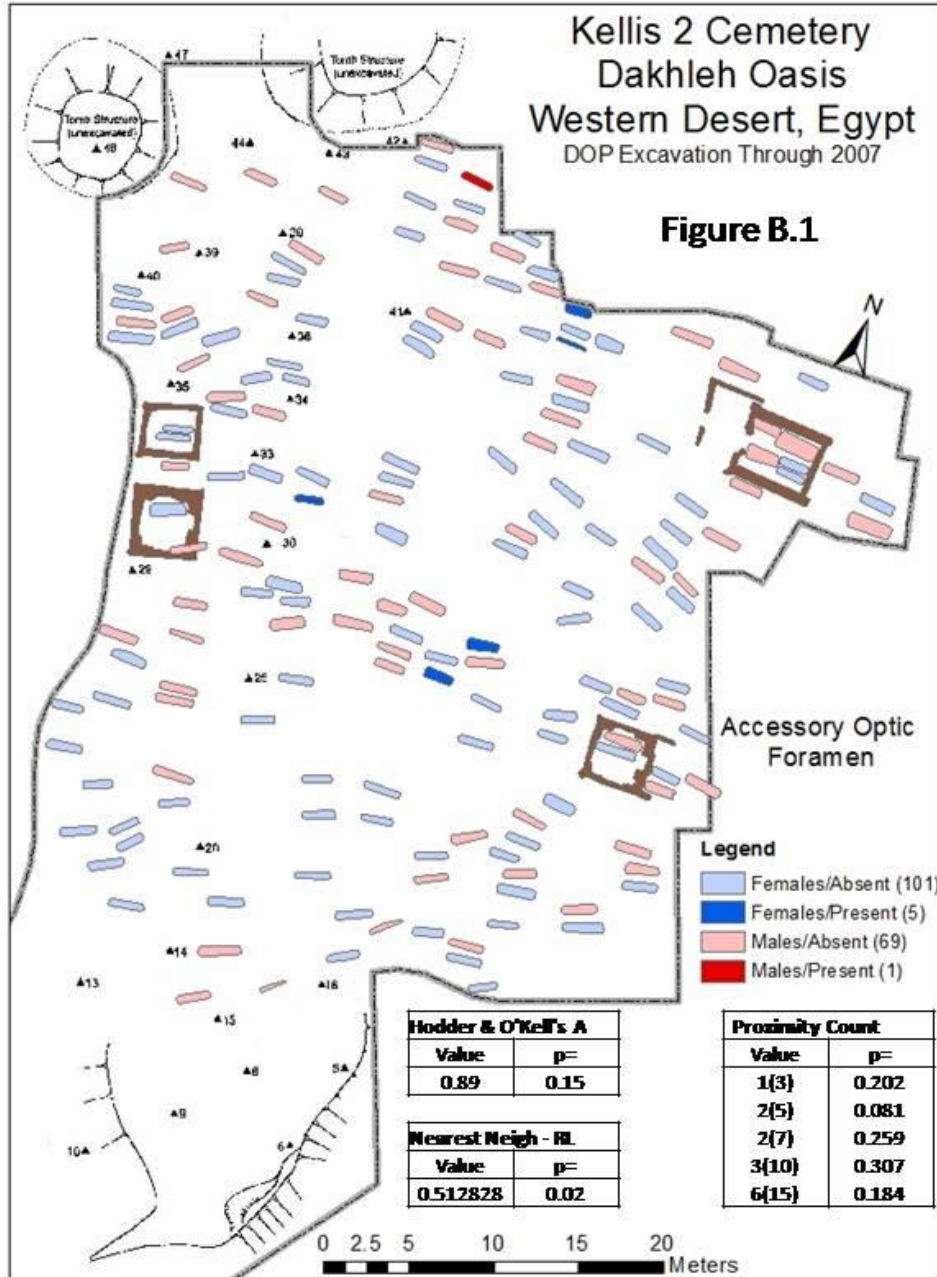 Kellis 2 Cemetery
Dakhleh Oasis
Western Desert, Egypt
DOP Excavation Through 2007
Figure B.1
N
Tomb Structure
(unexcavated)
Tomb Structure
(unexcavated)
47
48
44
43
42
39
40
41
36
35
34
33
30
29
25
20
14
13
16
15
8
5
9
10
6
Accessory Optic
Foramen
Legend
Females/Absent (101)
Females/Present (5)
Males/Absent (69)
Males/Present (1)
Hodder & O'Kell's A
Value p=
0.89 0.15
Nearest Neigh - RL
Value p=
0.512828 0.02
Proximity Count
Value p=
1(3) 0.202
2(5) 0.081
2(7) 0.259
3(10) 0.307
6(15) 0.184
0 2.5 5 10 15 20
Meters